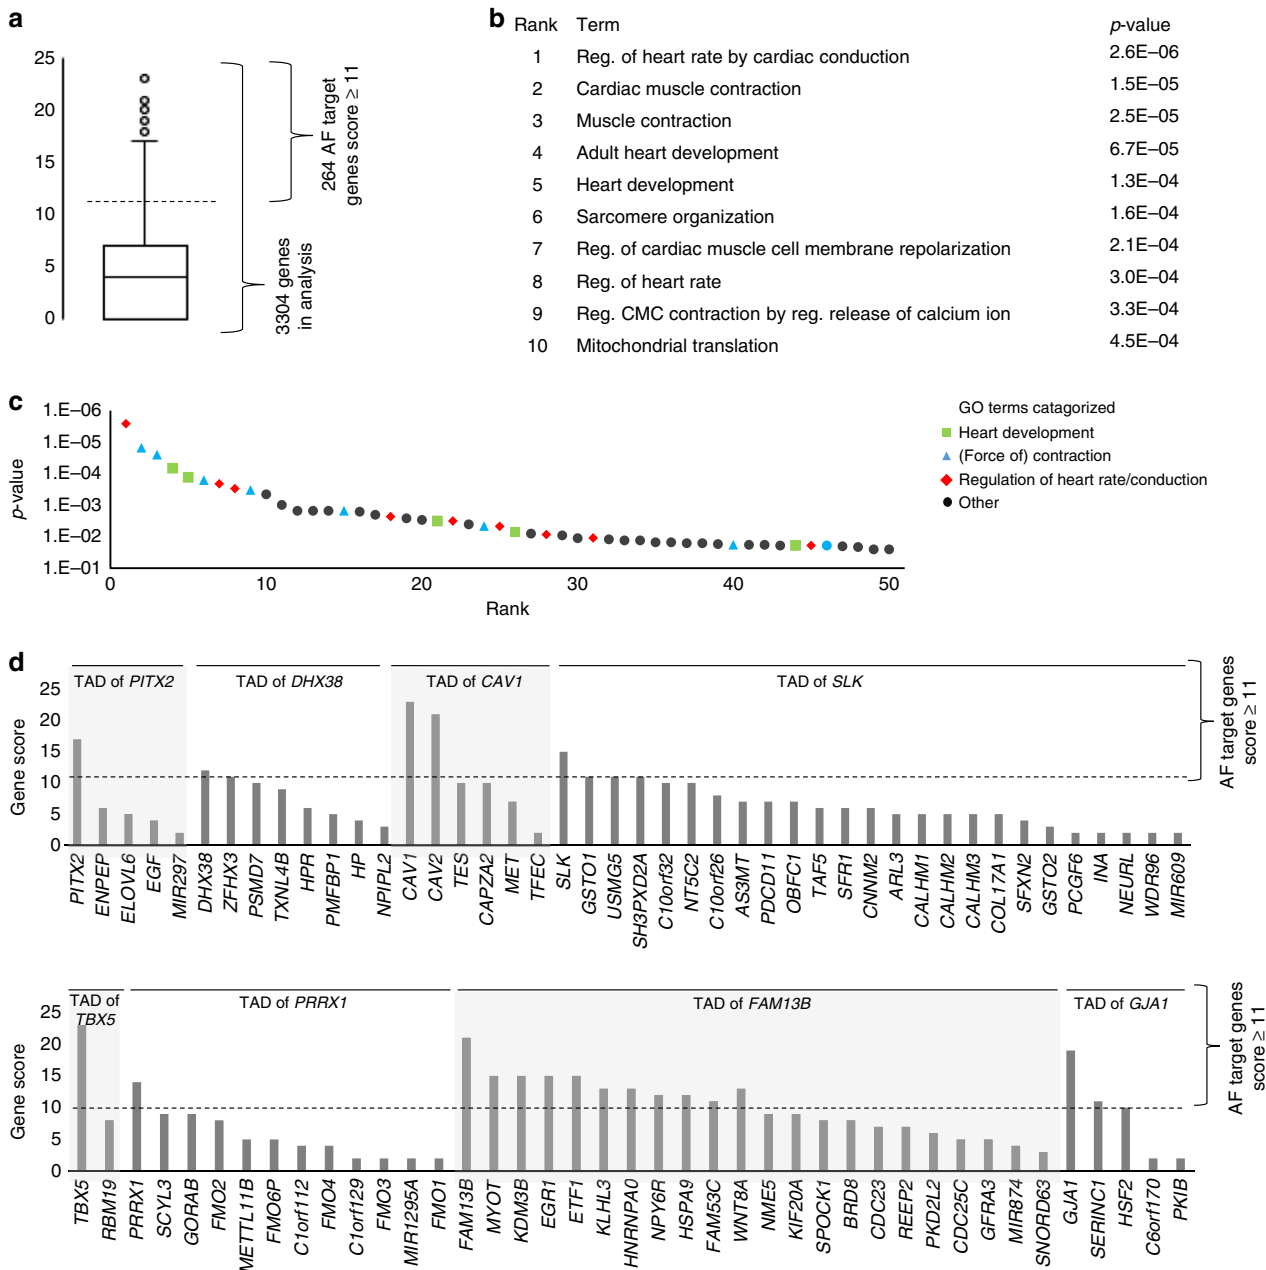 a
25
20
15
10
5
0
264 AF target
genes score ≥ 11
3304 genes
in analysis
b
Rank Term p-value
1 Reg. of heart rate by cardiac conduction 2.6E–06
2 Cardiac muscle contraction 1.5E–05
3 Muscle contraction 2.5E–05
4 Adult heart development 6.7E–05
5 Heart development 1.3E–04
6 Sarcomere organization 1.6E–04
7 Reg. of cardiac muscle cell membrane repolarization 2.1E–04
8 Reg. of heart rate 3.0E–04
9 Reg. CMC contraction by reg. release of calcium ion 3.3E–04
10 Mitochondrial translation 4.5E–04
c
p-value
1.E–06
1.E–05
1.E–04
1.E–03
1.E–02
1.E–01
0 10 20 30 40 50
Rank
GO terms catagorized
Heart development
(Force of) contraction
Regulation of heart rate/conduction
Other
d
TAD of PITX2 TAD of DHX38 TAD of CAV1 TAD of SLK
Gene score
25
20
15
10
5
0
AF target genes
score ≥ 11
PITX2
ENPEP
ELOVL6
EGF
MIR297
DHX38
ZFHX3
PSMD7
TXNL4B
HPR
PMFBP1
HP
NPIPL2
CAV1
CAV2
TES
CAPZA2
MET
TFEC
SLK
GSTO1
USMG5
SH3PXD2A
C10orf32
NT5C2
C10orf26
AS3MT
PDCD11
OBFC1
TAF5
SFR1
CNNM2
ARL3
CALHM1
CALHM2
CALHM3
COL17A1
SFXN2
GSTO2
PCGF6
INA
NEURL
WDR96
MIR609
TAD of
TBX5
TAD of PRRX1 TAD of FAM13B TAD of GJA1
Gene score
25
20
15
10
5
0
AF target genes
score ≥ 11
TBX5
RBM19
PRRX1
SCYL3
GORAB
FMO2
METTL11B
FMO6P
C1orf112
FMO4
C1orf129
FMO3
MIR1295A
FMO1
FAM13B
MYOT
KDM3B
EGR1
ETF1
KLHL3
HNRNPA0
NPY6R
HSPA9
FAM53C
WNT8A
NME5
KIF20A
SPOCK1
BRD8
CDC23
REEP2
PKD2L2
CDC25C
GFRA3
MIR874
SNORD63
GJA1
SERINC1
HSF2
C6orf170
PKIB